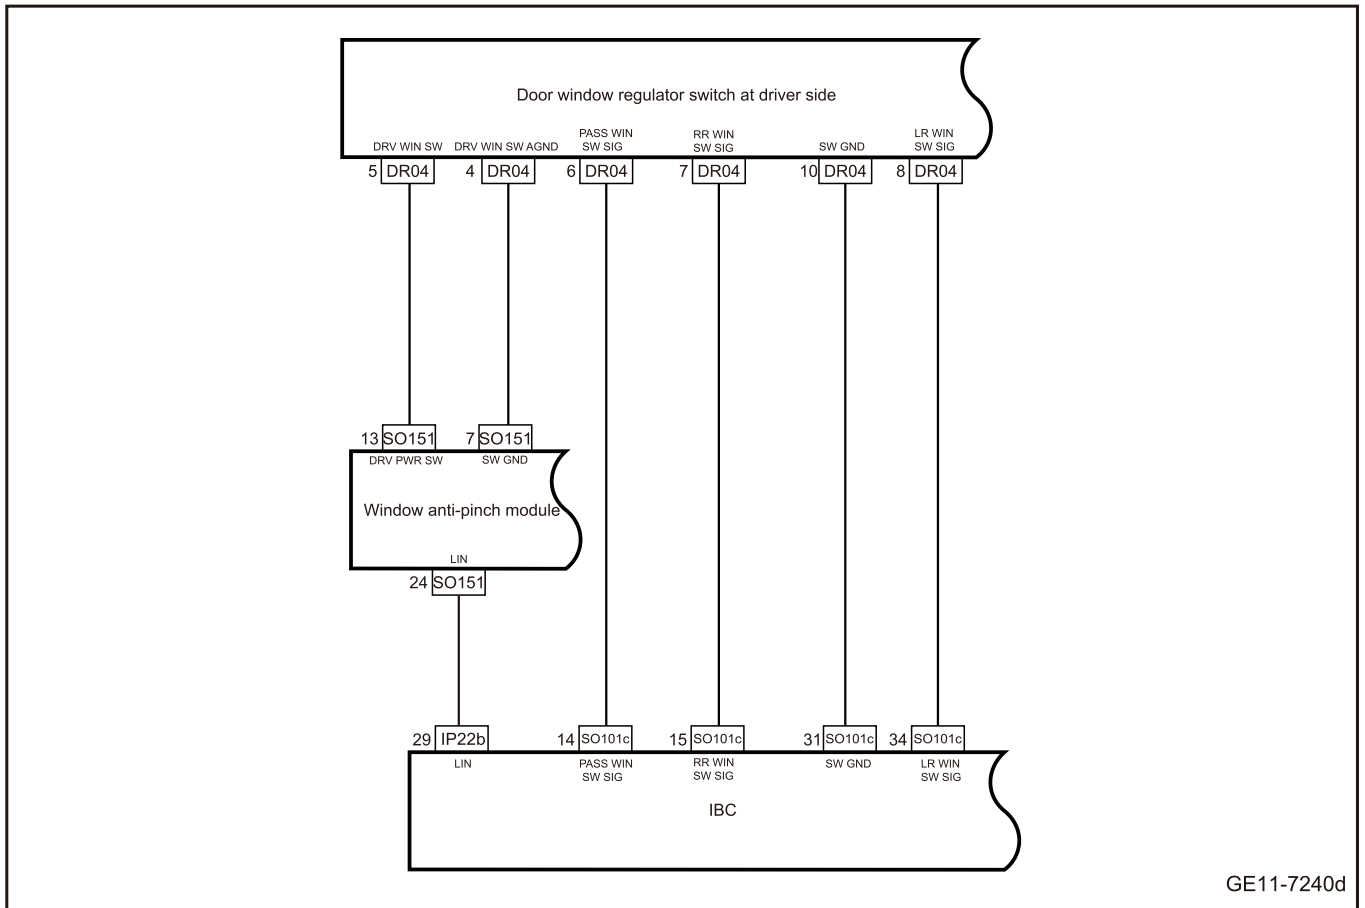 Door window regulator switch at driver side
DRV WIN SW
DRV WIN SW AGND
PASS WIN
SW SIG
RR WIN
SW SIG
SW GND
LR WIN
SW SIG
5 DR04
4 DR04
6 DR04
7 DR04
10 DR04
8 DR04
13 SO151
7 SO151
DRV PWR SW
SW GND
Window anti-pinch module
LIN
24 SO151
29 IP22b
14 SO101c
15 SO101c
31 SO101c
34 SO101c
LIN
PASS WIN
SW SIG
RR WIN
SW SIG
SW GND
LR WIN
SW SIG
IBC
GE11-7240d